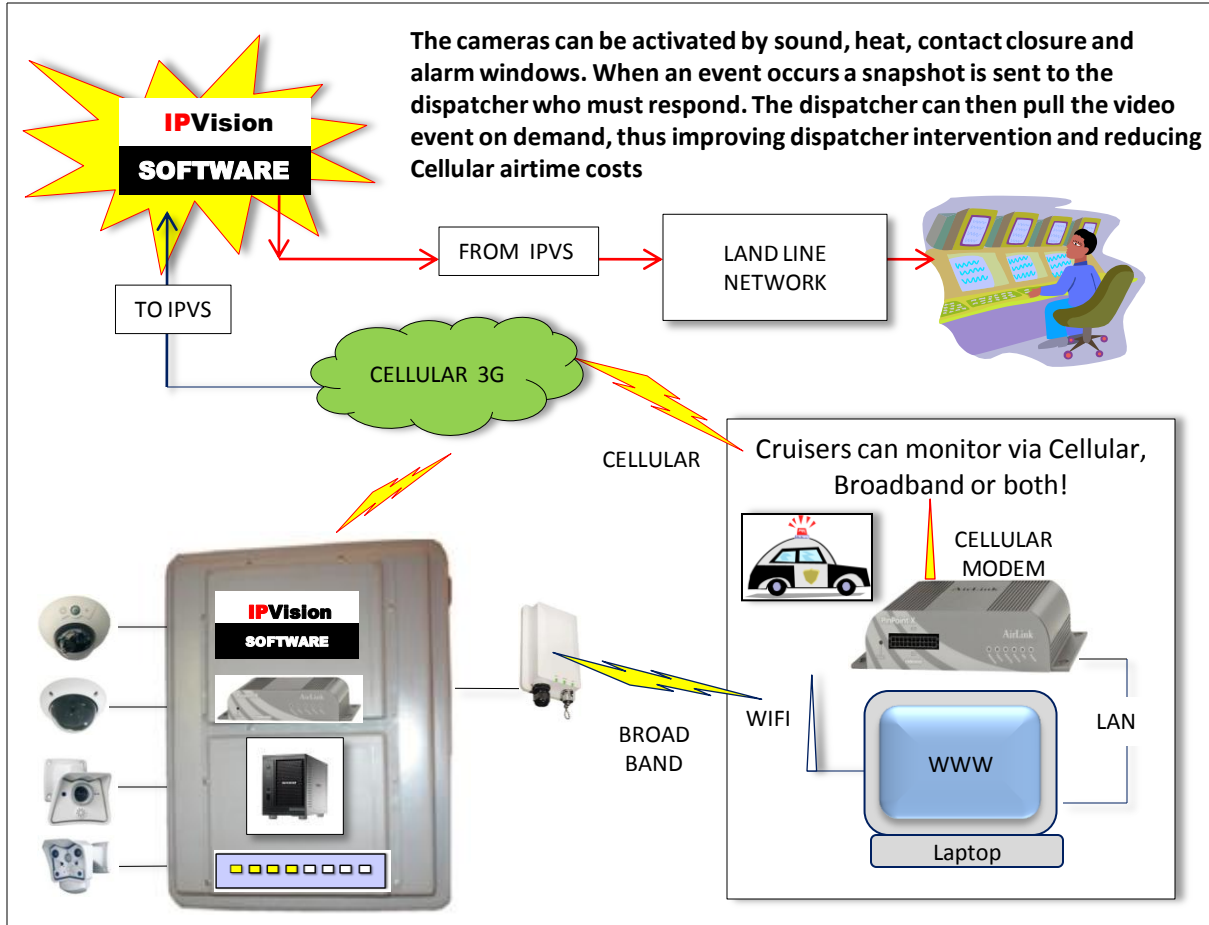 The cameras can be activated by sound, heat, contact closure and
alarm windows. When an event occurs a snapshot is sent to the
dispatcher who must respond. The dispatcher can then pull the video
event on demand, thus improving dispatcher intervention and reducing
Cellular airtime costs
IPVision
SOFTWARE
FROM IPVS
LAND LINE
NETWORK
TO IPVS
CELLULAR 3G
CELLULAR
Cruisers can monitor via Cellular,
Broadband or both!
CELLULAR
MODEM
AirLink
PinPoint X
AirLink
IPVision
SOFTWARE
BROAD
BAND
WIFI
LAN
WWW
Laptop